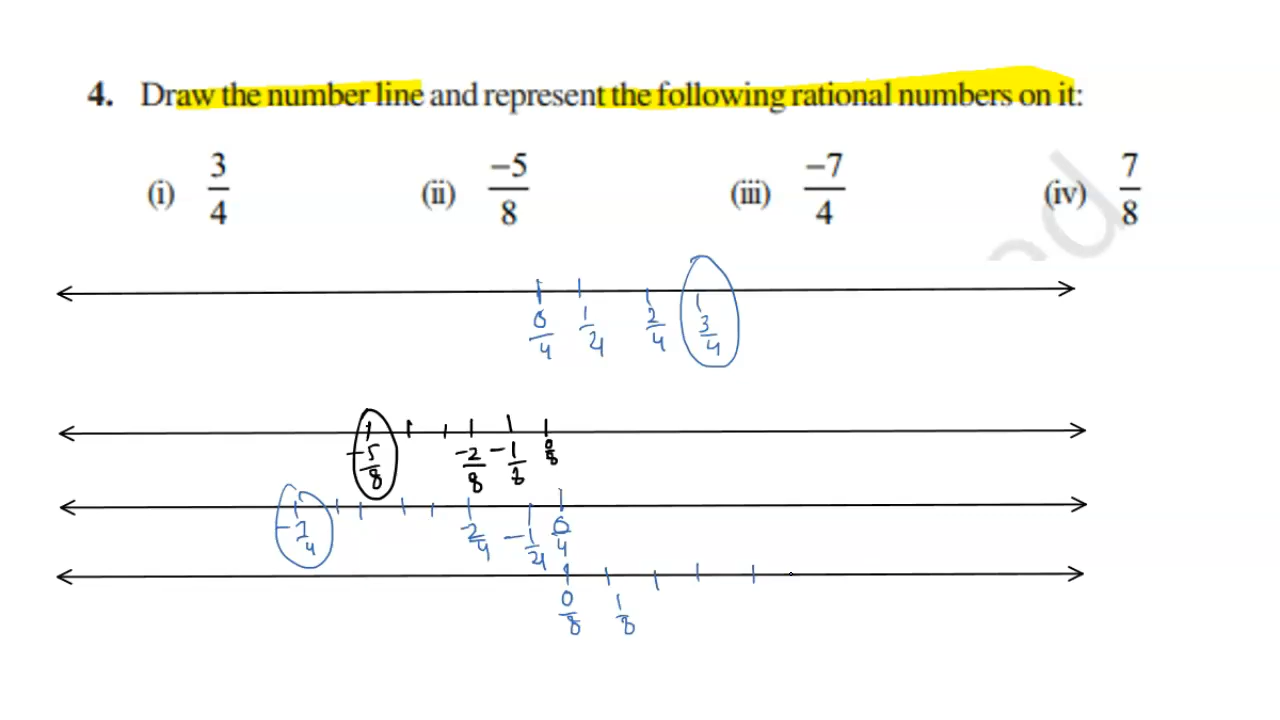 4. Draw the number line and represent the following rational numbers on it:
(i) 3/4 (ii) -5/8 (iii) -7/4 (iv) 7/8
0/4 1/4 2/4 3/4
-5/8 -2/8 -1/8 0/8
-7/4 -2/4 -1/4 0/4
0/8 1/8